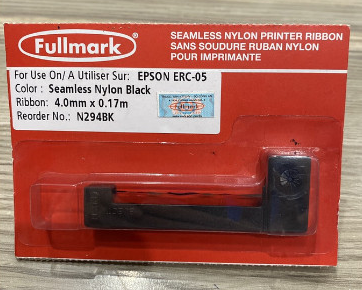 Fullmark®
SEAMLESS NYLON PRINTER RIBBON
SANS SOUDURE RUBAN NYLON
POUR IMPRIMANTE
For Use On/ A Utiliser Sur: EPSON ERC-05
Color : Seamless Nylon Black
Ribbon: 4.0mm x 0.17m
Reorder No.: N294BK
Fullmark